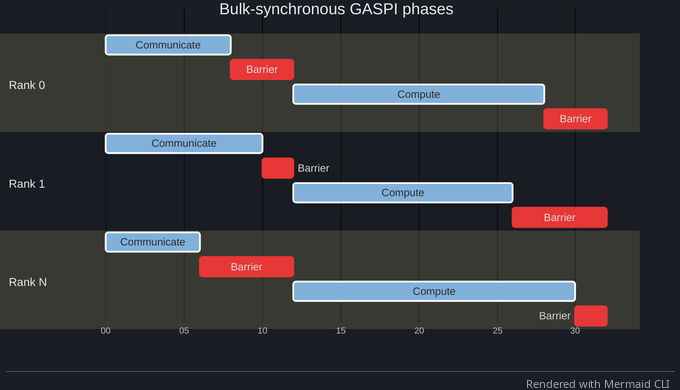 Bulk-synchronous GASPI phases
Communicate
Barrier
Rank 0
Compute
Barrier
Communicate
Barrier
Rank 1
Compute
Barrier
Communicate
Barrier
Rank N
Compute
Barrier
00 05 10 15 20 25 30
Rendered with Mermaid CLI